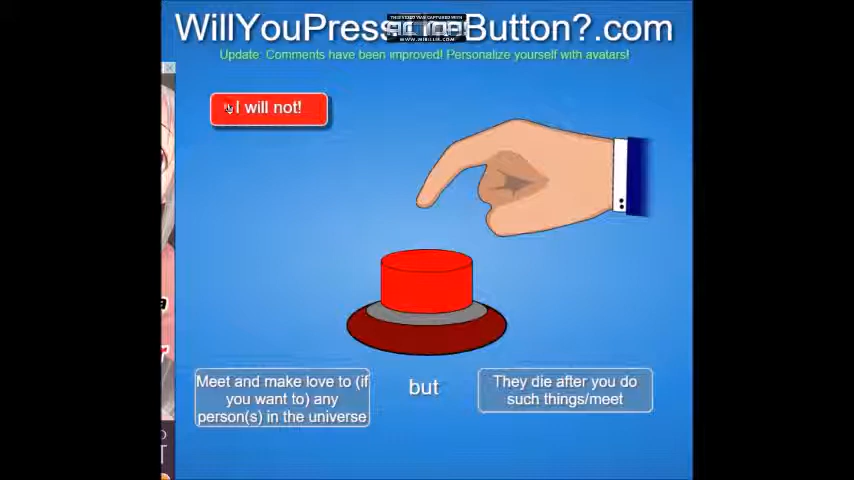 WillYouPress Button?.com
Update: Comments have been improved! Personalize yourself with avatars!
I will not!
Meet and make love to (if
you want to) any
person(s) in the universe
but
They die after you do
such things/meet